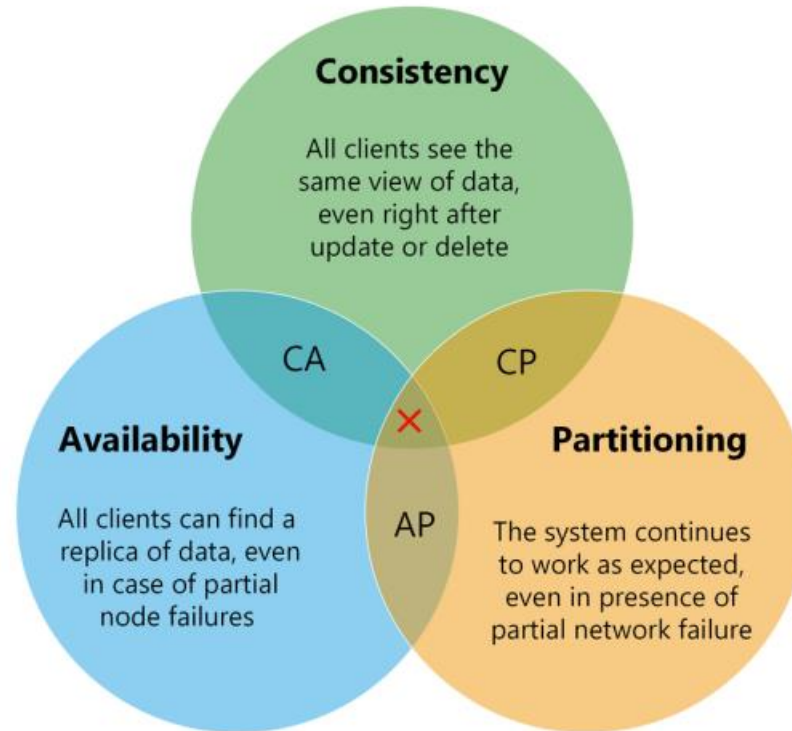 Consistency
All clients see the
same view of data,
even right after
update or delete
CA
CP
Availability
All clients can find a
replica of data, even
in case of partial
node failures
AP
Partitioning
The system continues
to work as expected,
even in presence of
partial network failure